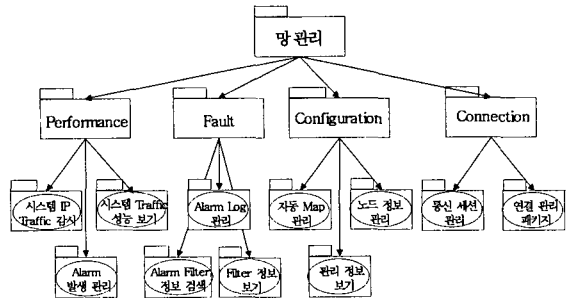 망 관리
Performance
Fault
Configuration
Connection
시스템 IP
Traffic 감시
시스템 Traffic
성능 보기
Alarm Log
관리
자동 Map
관리
노드 정보
관리
통신 세션
관리
연결 관리
패키지
Alarm
발생 관리
Alarm Filter
정보 검색
Filter 정보
보기
관리 정보
보기